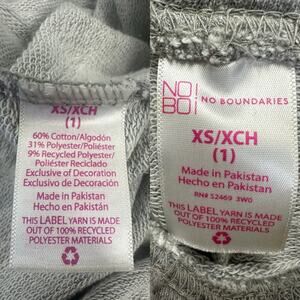 XS/XCH
(1)
60% Cotton/Algodón
31% Polyester/Poliéster
9% Recycled Polyester/
Poliéster Reciclado
Exclusive of Decoration
Exclusivo de Decoración
Made in Pakistan
Hecho en Pakistan
THIS LABEL YARN IS MADE
OUT OF 100% RECYCLED
POLYESTER MATERIALS
NO!
BO! NO BOUNDARIES
XS/XCH
(1)
Made in Pakistan
Hecho en Pakistan
RN# 52469 3W0
THIS LABEL YARN IS MADE
OUT OF 100% RECYCLED
POLYESTER MATERIALS